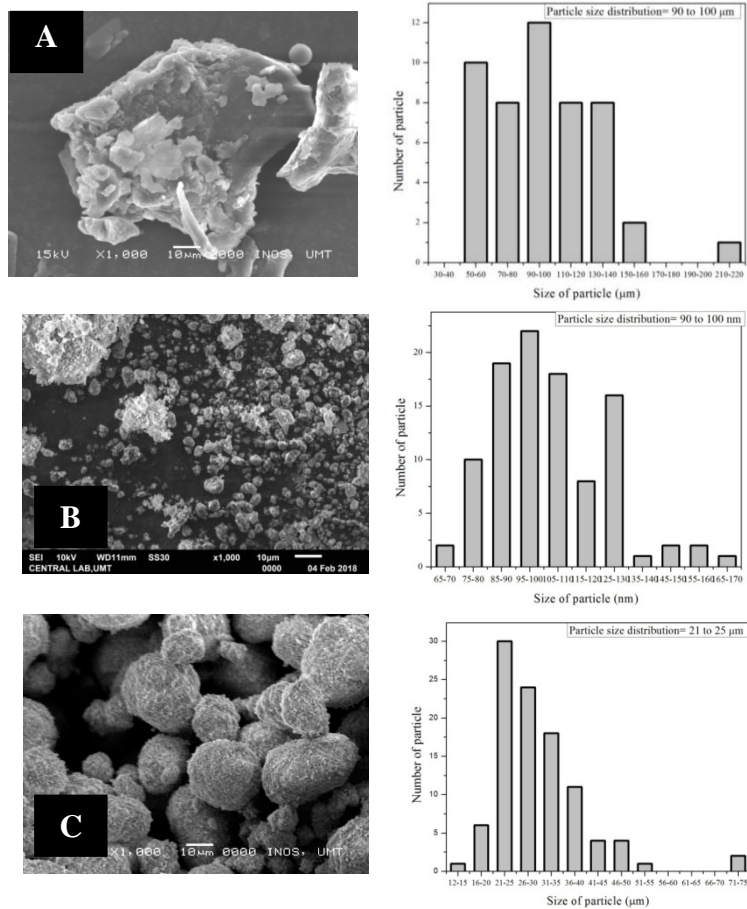 A
15kV X1,000 10μm 0000 INOS, UMT
Particle size distribution= 90 to 100 μm
Number of particle
12
10
8
6
4
2
0
30-40 50-60 70-80 90-100 110-120 130-140 150-160 170-180 190-200 210-220
Size of particle (μm)
B
SEI 10kV WD11mm SS30 x1,000 10μm
CENTRAL LAB,UMT 0000 04 Feb 2018
Particle size distribution= 90 to 100 nm
Number of particle
20
15
10
5
0
65-70 75-80 85-90 95-100 105-110 115-120 125-130 135-140 145-150 155-160 165-170
Size of particle (nm)
C
X1,000 10μm 0000 INOS, UMT
Particle size distribution= 21 to 25 μm
Number of particle
30
25
20
15
10
5
0
12-15 16-20 21-25 26-30 31-35 36-40 41-45 46-50 51-55 56-60 61-65 66-70 71-75
Size of particle (μm)